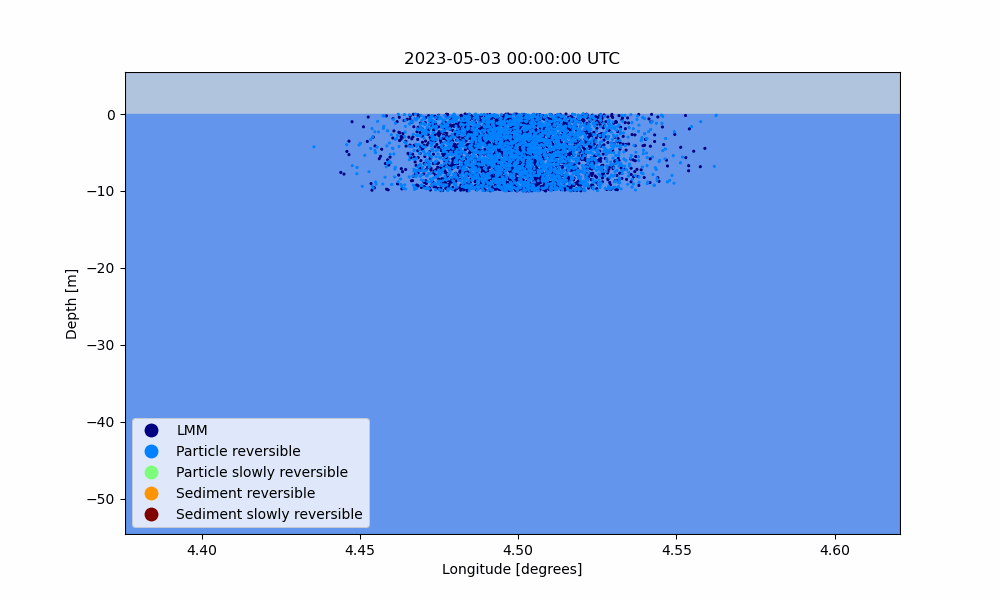 2023-05-03 00:00:00 UTC
0
−10
−20
−30
−40
−50
Depth [m]
LMM
Particle reversible
Particle slowly reversible
Sediment reversible
Sediment slowly reversible
4.40 4.45 4.50 4.55 4.60
Longitude [degrees]